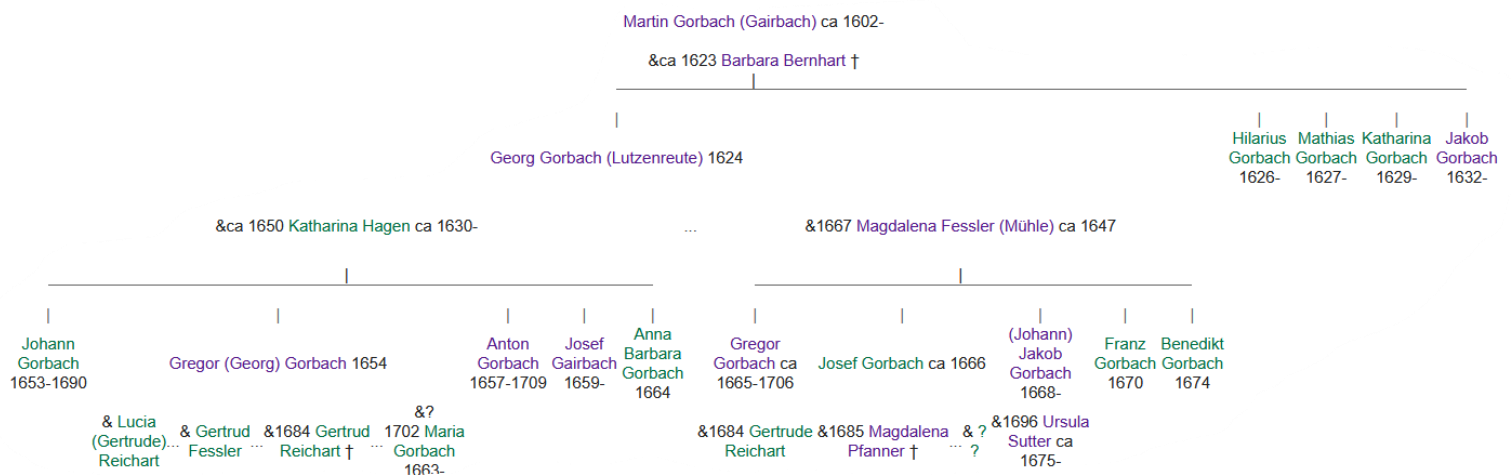 Martin Gorbach (Gairbach) ca 1602-
&ca 1623 Barbara Bernhart †
Georg Gorbach (Lutzenreute) 1624
Hilarius
Gorbach
1626-
Mathias
Gorbach
1627-
Katharina
Gorbach
1629-
Jakob
Gorbach
1632-
&ca 1650 Katharina Hagen ca 1630-
...
&1667 Magdalena Fessler (Mühle) ca 1647
Johann
Gorbach
1653-1690
Gregor (Georg) Gorbach 1654
Anton
Gorbach
1657-1709
Josef
Gairbach
1659-
Anna
Barbara
Gorbach
1664
Gregor
Gorbach ca
1665-1706
Josef Gorbach ca 1666
(Johann)
Jakob
Gorbach
1668-
Franz
Gorbach
1670
Benedikt
Gorbach
1674
& Lucia
(Gertrude)
Reichart
...
& Gertrud
Fessler
...
&1684 Gertrud
Reichart †
...
&?
1702 Maria
Gorbach
1663-
&1684 Gertrude
Reichart
&1685 Magdalena
Pfanner †
...
& ?
?
&1696 Ursula
Sutter ca
1675-